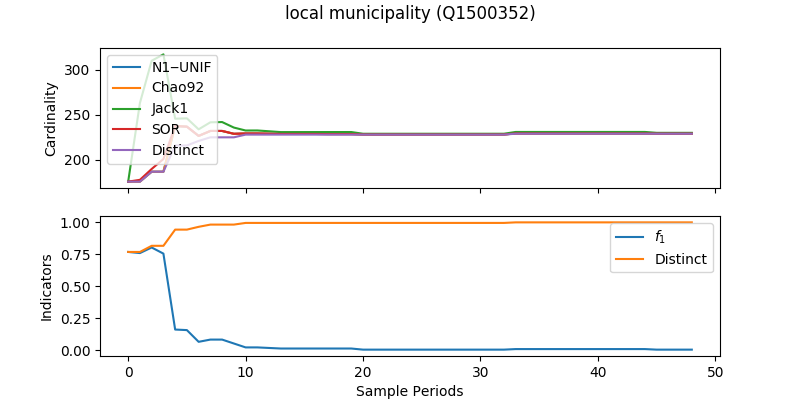 local municipality (Q1500352)
Cardinality
300
250
200
N1−UNIF
Chao92
Jack1
SOR
Distinct
Indicators
1.00
0.75
0.50
0.25
0.00
f1
Distinct
0 10 20 30 40 50
Sample Periods